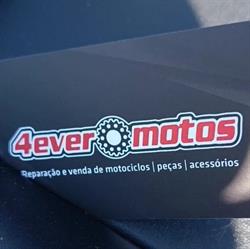 4ever motos
Reparação e venda de motociclos | peças | acessórios